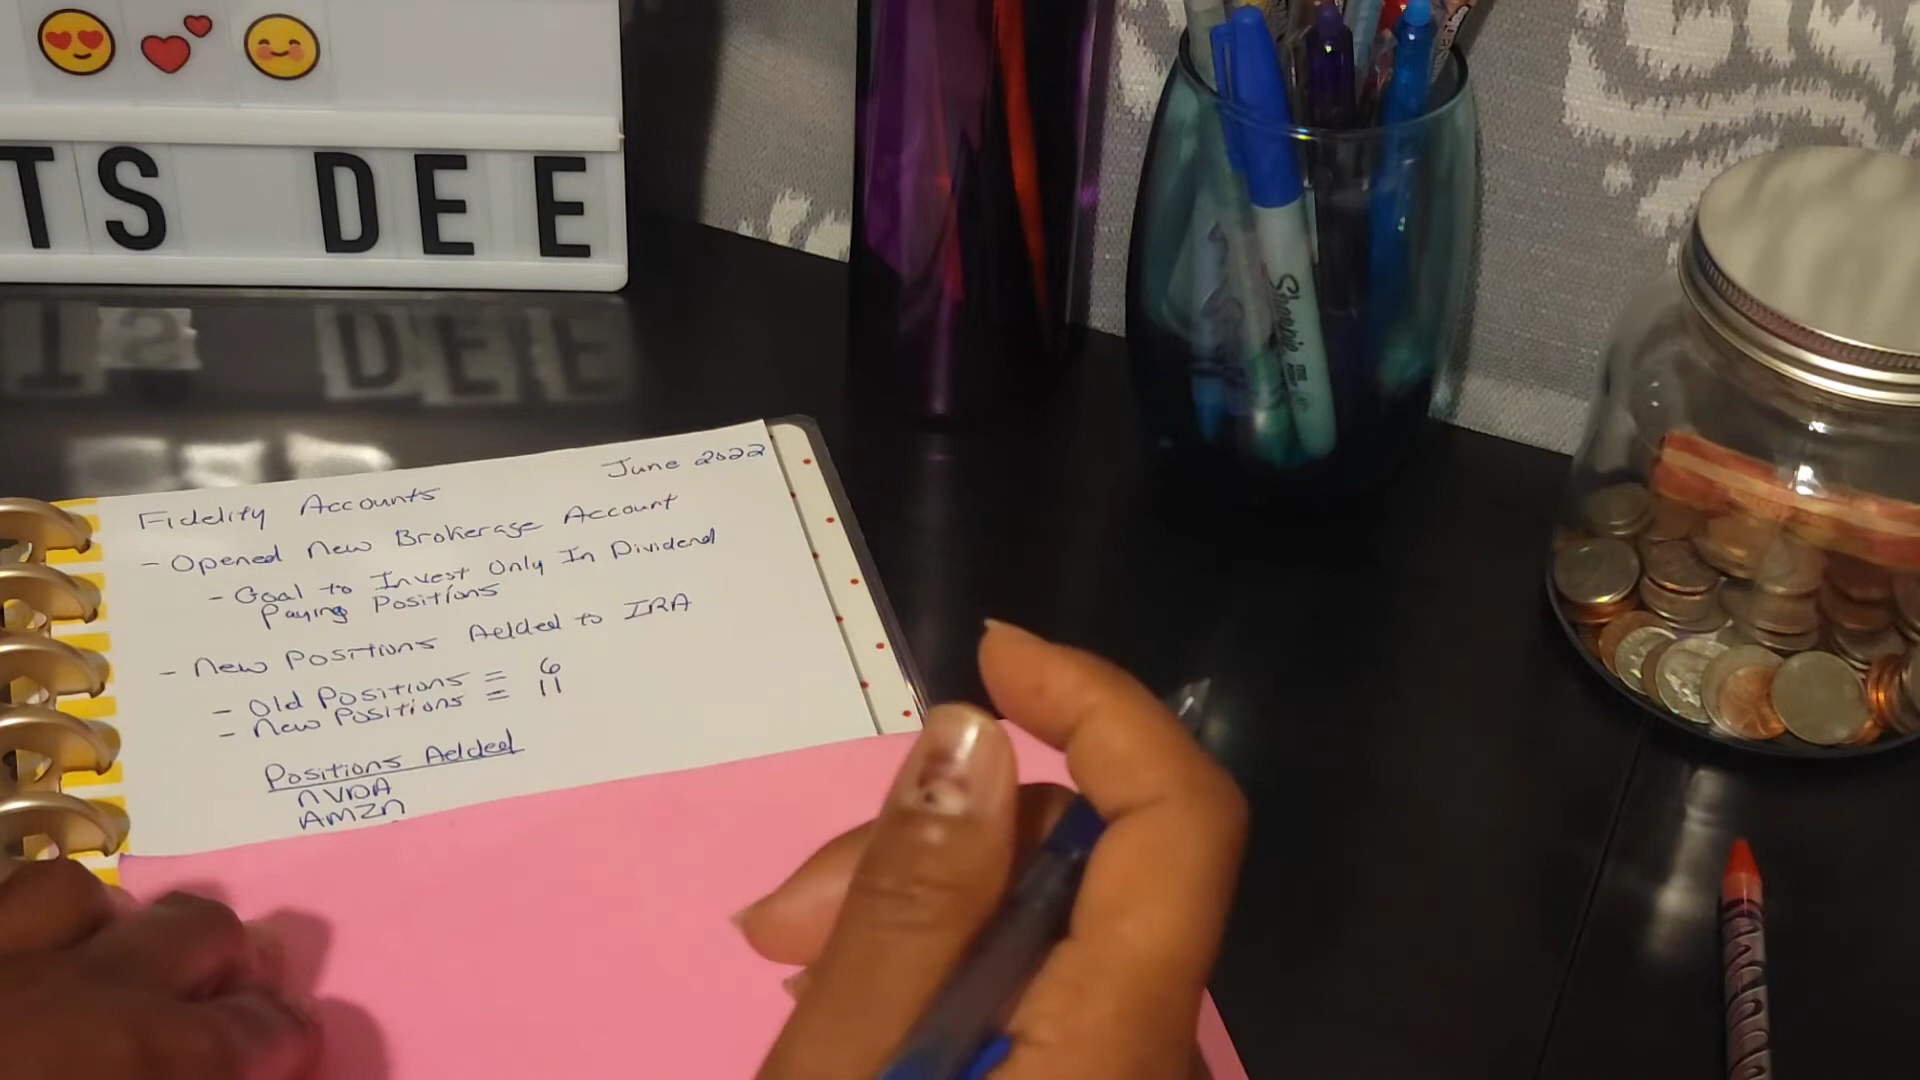 TS DEE
Sharpie
June 2022
Fidelity Accounts
- Opened New Brokerage Account
- Goal to Invest Only In Dividend
Paying Positions
- New Positions Added to IRA
- Old Positions = 6
- New Positions = 11
Positions Added
NVDA
AMZN